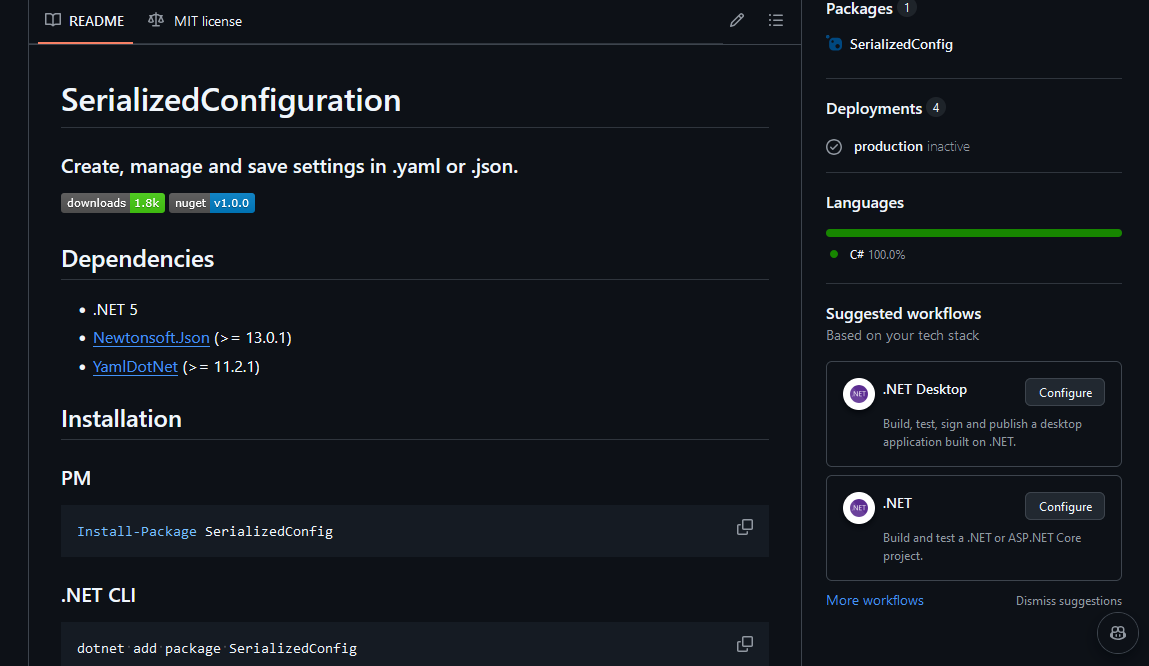 README
MIT license
SerializedConfiguration
Create, manage and save settings in .yaml or .json.
downloads 1.8k
nuget v1.0.0
Dependencies
.NET 5
Newtonsoft.Json (>= 13.0.1)
YamlDotNet (>= 11.2.1)
Installation
PM
Install-Package SerializedConfig
.NET CLI
dotnet add package SerializedConfig
Packages 1
SerializedConfig
Deployments 4
production inactive
Languages
C# 100.0%
Suggested workflows
Based on your tech stack
NET
.NET Desktop
Configure
Build, test, sign and publish a desktop
application built on .NET.
NET
.NET
Configure
Build and test a .NET or ASP.NET Core
project.
More workflows
Dismiss suggestions